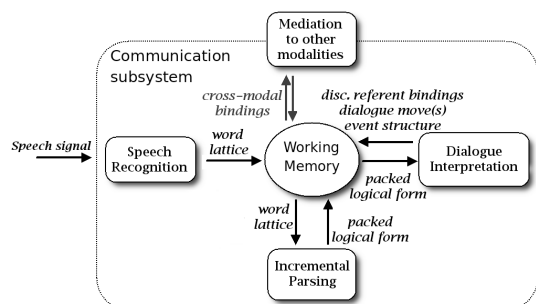 Mediation
to other
modalities
Communication
subsystem
cross-modal
bindings
disc. referent bindings
dialogue move(s)
event structure
Speech signal
Speech
Recognition
word
lattice
Working
Memory
Dialogue
Interpretation
packed
logical form
word
lattice
packed
logical form
Incremental
Parsing